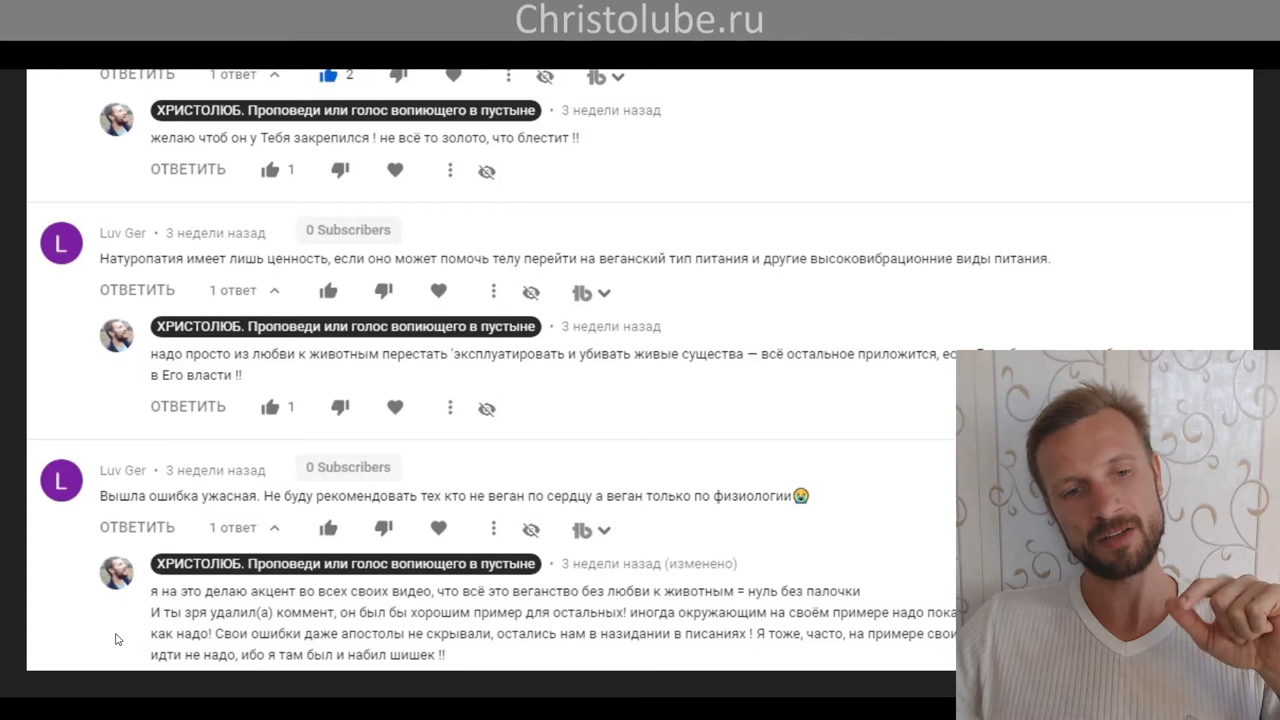 Christolube.ru
ОТВЕТИТЬ 1 ответ 2
ХРИСТОЛЮБ. Проповеди или голос вопиющего в пустыне • 3 недели назад
желаю чтоб он у Тебя закрепился ! не всё то золото, что блестит !!
ОТВЕТИТЬ 1
L
Luv Ger • 3 недели назад 0 Subscribers
Натуропатия имеет лишь ценность, если оно может помочь телу перейти на веганский тип питания и другие высоковибрационние виды питания.
ОТВЕТИТЬ 1 ответ
ХРИСТОЛЮБ. Проповеди или голос вопиющего в пустыне • 3 недели назад
надо просто из любви к животным перестать 'эксплуатировать и убивать живые существа — всё остальное приложится,
в Его власти !!
ОТВЕТИТЬ 1
L
Luv Ger • 3 недели назад 0 Subscribers
Вышла ошибка ужасная. Не буду рекомендовать тех кто не веган по сердцу а веган только по физиологии😭
ОТВЕТИТЬ 1 ответ
ХРИСТОЛЮБ. Проповеди или голос вопиющего в пустыне • 3 недели назад (изменено)
я на это делаю акцент во всех своих видео, что всё это веганство без любви к животным = нуль без палочки
И ты зря удалил(а) коммент, он был бы хорошим пример для остальных! иногда окружающим на своём примере надо
как надо! Свои ошибки даже апостолы не скрывали, остались нам в назидании в писаниях ! Я тоже, часто, на примере
идти не надо, ибо я там был и набил шишек !!